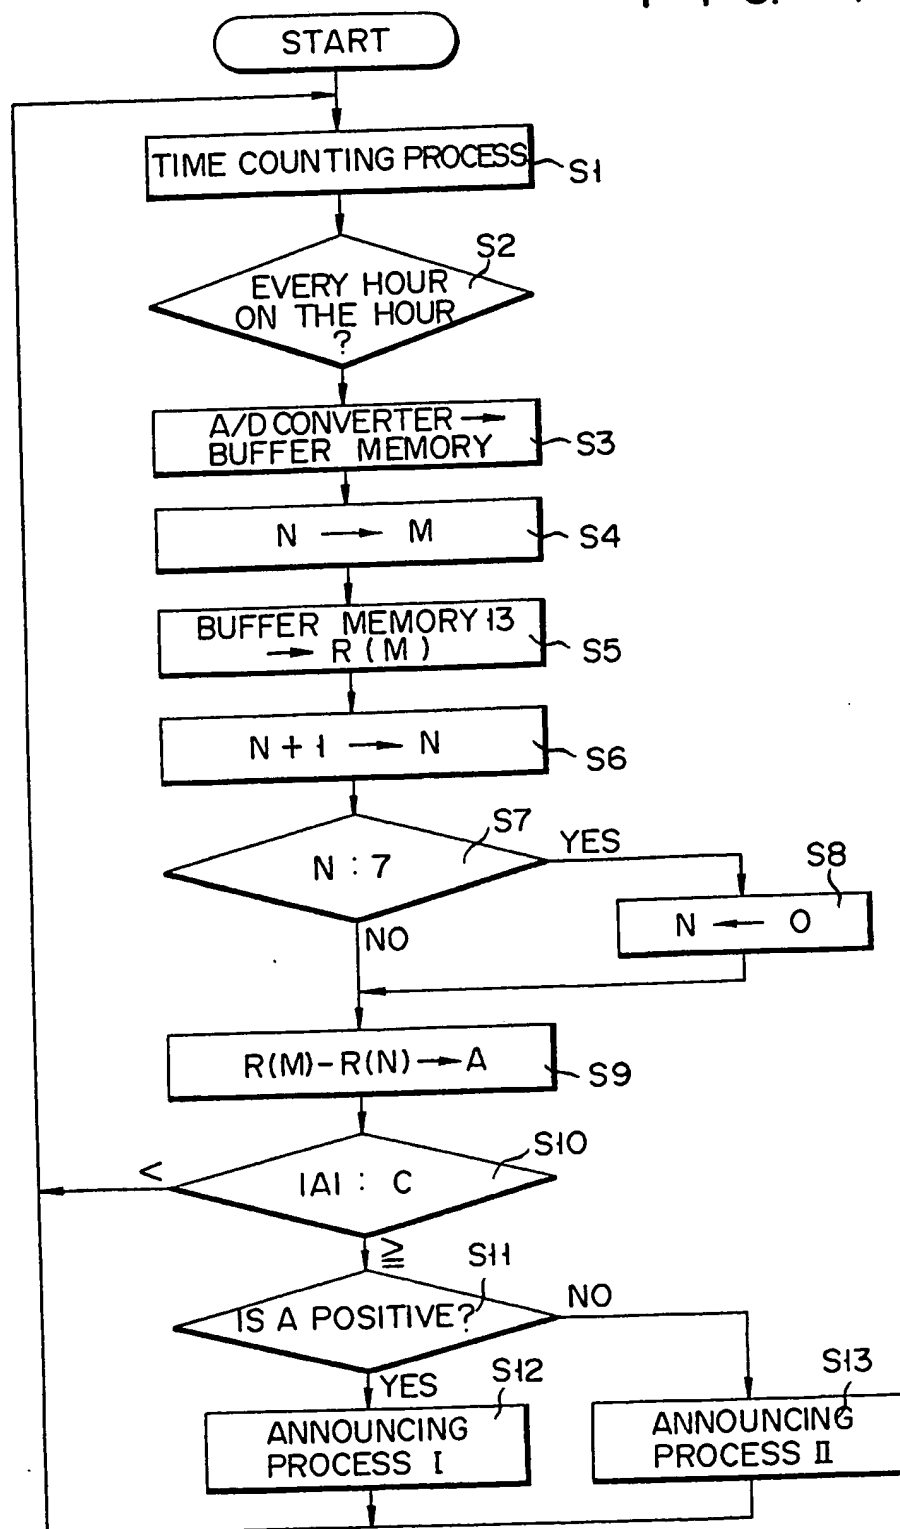 START
TIME COUNTING PROCESS
S1
S2
EVERY HOUR
ON THE HOUR
?
A/D CONVERTER →
BUFFER MEMORY
S3
N → M
S4
BUFFER MEMORY 13
→ R (M)
S5
N + 1 → N
S6
S7
N : 7
YES
NO
S8
N ← 0
R(M) – R(N) → A
S9
S10
|A| : C
<
≧
S11
IS A POSITIVE?
NO
YES
S12
ANNOUNCING
PROCESS I
S13
ANNOUNCING
PROCESS II